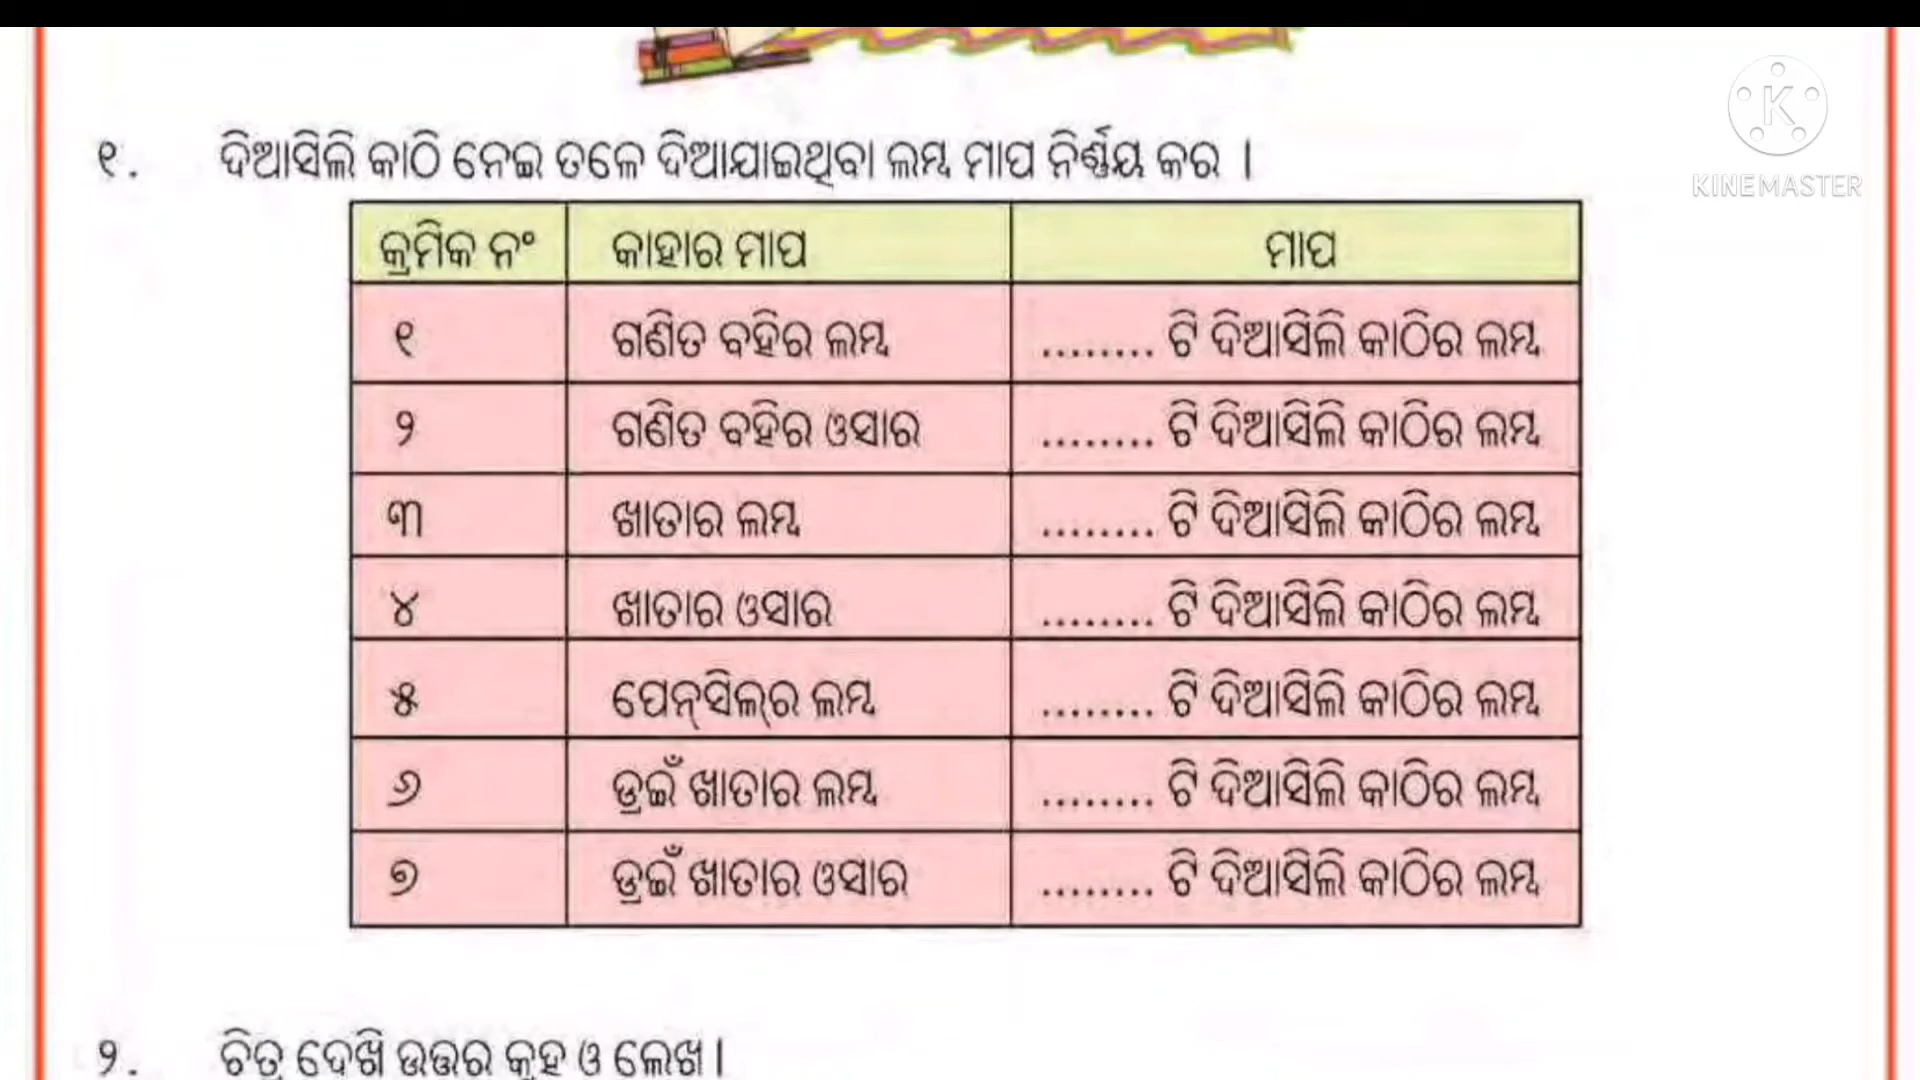 KINEMASTER
୧. ଦିଆସିଲି କାଠି ନେଇ ତଳେ ଦିଆଯାଇଥିବା ଲମ୍ବ ମାପ ନିର୍ଣ୍ଣୟ କର ।
କ୍ରମିକ ନଂ କାହାର ମାପ ମାପ
୧ ଗଣିତ ବହିର ଲମ୍ବ ........ ଟି ଦିଆସିଲି କାଠିର ଲମ୍ବ
୨ ଗଣିତ ବହିର ଓସାର ........ ଟି ଦିଆସିଲି କାଠିର ଲମ୍ବ
୩ ଖାତାର ଲମ୍ବ ........ ଟି ଦିଆସିଲି କାଠିର ଲମ୍ବ
୪ ଖାତାର ଓସାର ........ ଟି ଦିଆସିଲି କାଠିର ଲମ୍ବ
୫ ପେନ୍‌ସିଲ୍‌ର ଲମ୍ବ ........ ଟି ଦିଆସିଲି କାଠିର ଲମ୍ବ
୬ ଡ୍ରଇଁ ଖାତାର ଲମ୍ବ ........ ଟି ଦିଆସିଲି କାଠିର ଲମ୍ବ
୭ ଡ୍ରଇଁ ଖାତାର ଓସାର ........ ଟି ଦିଆସିଲି କାଠିର ଲମ୍ବ
୨. ଚିତ୍ର ଦେଖି ଉତ୍ତର କୁହ ଓ ଲେଖ।